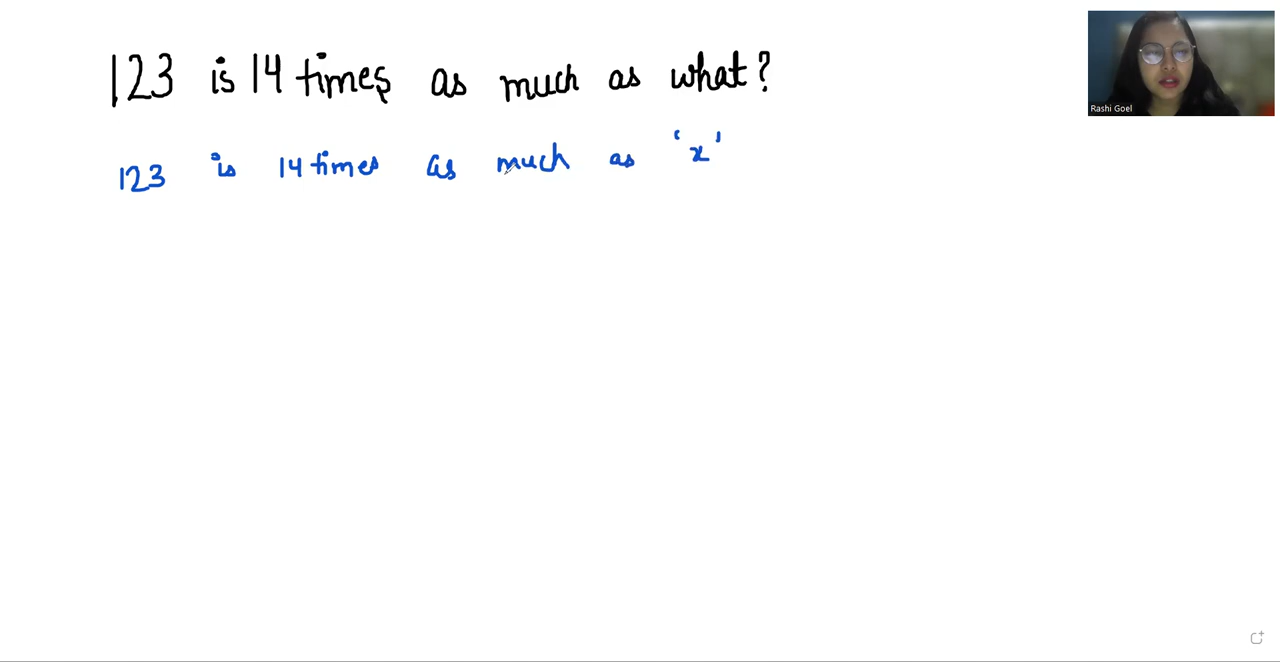 123 is 14 times as much as what?
123 is 14 times as much as 'x'
Rashi Goel